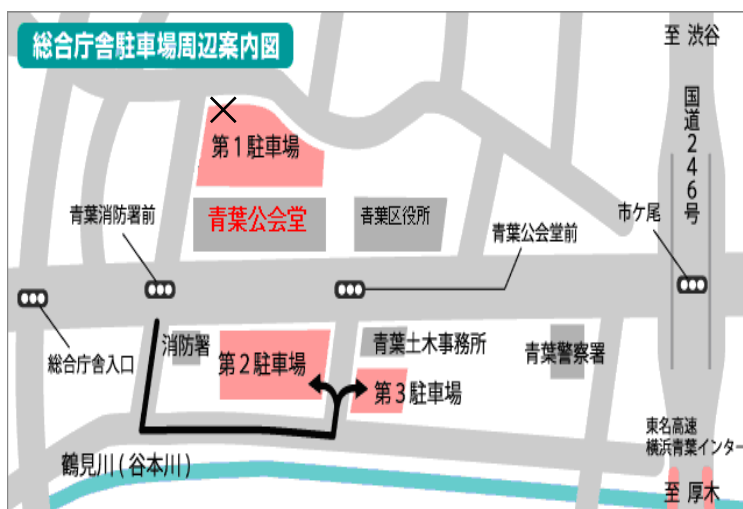 総合庁舎駐車場周辺案内図
至 渋谷
国道246号
第1駐車場
青葉消防署前
青葉公会堂
青葉区役所
市ケ尾
青葉公会堂前
総合庁舎入口
消防署
第2駐車場
青葉土木事務所
第3駐車場
青葉警察署
東名高速
横浜青葉インター
鶴見川(谷本川)
至 厚木